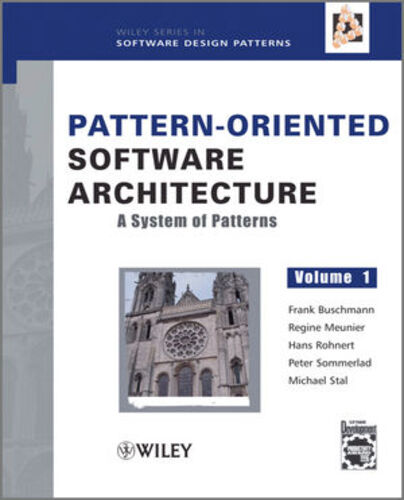 WILEY SERIES IN
SOFTWARE DESIGN PATTERNS
PATTERN-ORIENTED
SOFTWARE
ARCHITECTURE
A System of Patterns
Volume 1
Frank Buschmann
Regine Meunier
Hans Rohnert
Peter Sommerlad
Michael Stal
WILEY
Development